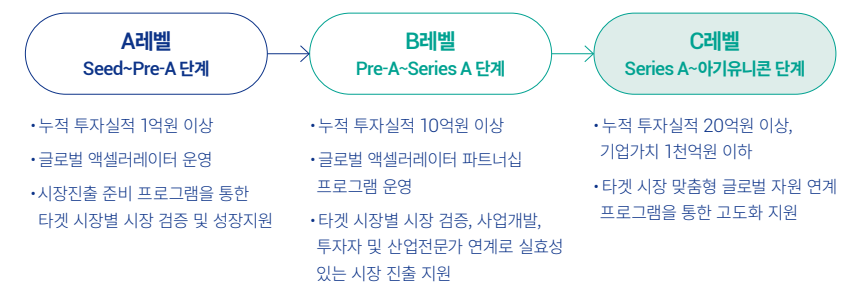 A레벨
Seed~Pre-A 단계
• 누적 투자실적 1억원 이상
• 글로벌 액셀러레이터 운영
• 시장진출 준비 프로그램을 통한
타겟 시장별 시장 검증 및 성장지원
B레벨
Pre-A~Series A 단계
• 누적 투자실적 10억원 이상
• 글로벌 액셀러레이터 파트너십
프로그램 운영
• 타겟 시장별 시장 검증, 사업개발,
투자자 및 산업전문가 연계로 실효성
있는 시장 진출 지원
C레벨
Series A~아기유니콘 단계
• 누적 투자실적 20억원 이상,
기업가치 1천억원 이하
• 타겟 시장 맞춤형 글로벌 자원 연계
프로그램을 통한 고도화 지원